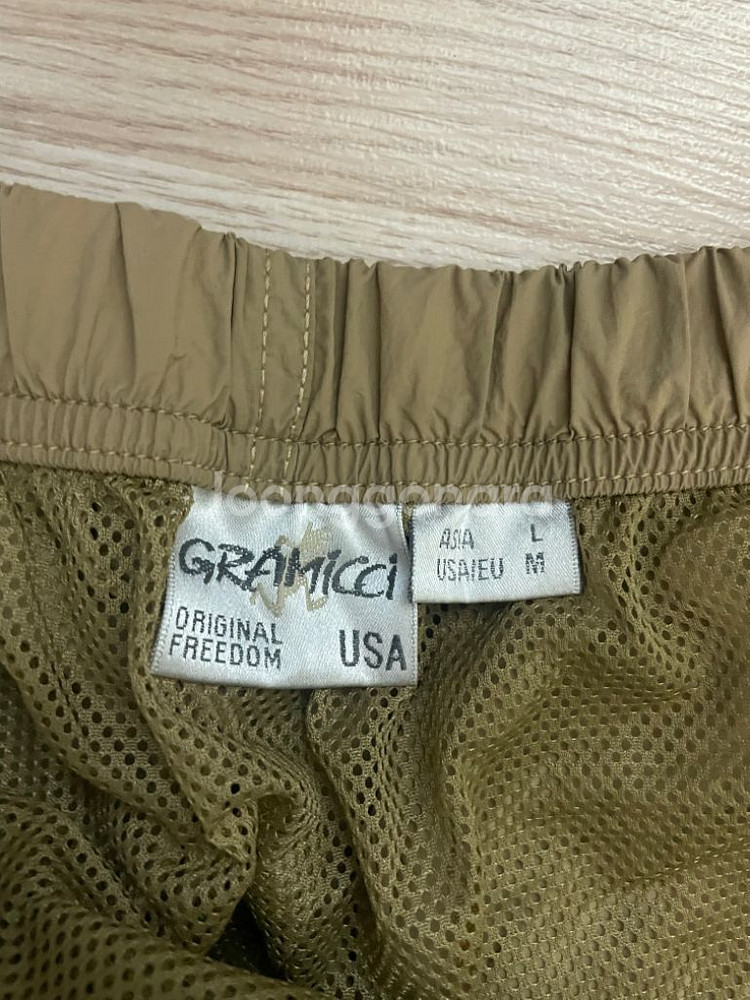 GRAMICCI
ORIGINAL
FREEDOM
USA
ASIA L
USA/EU M